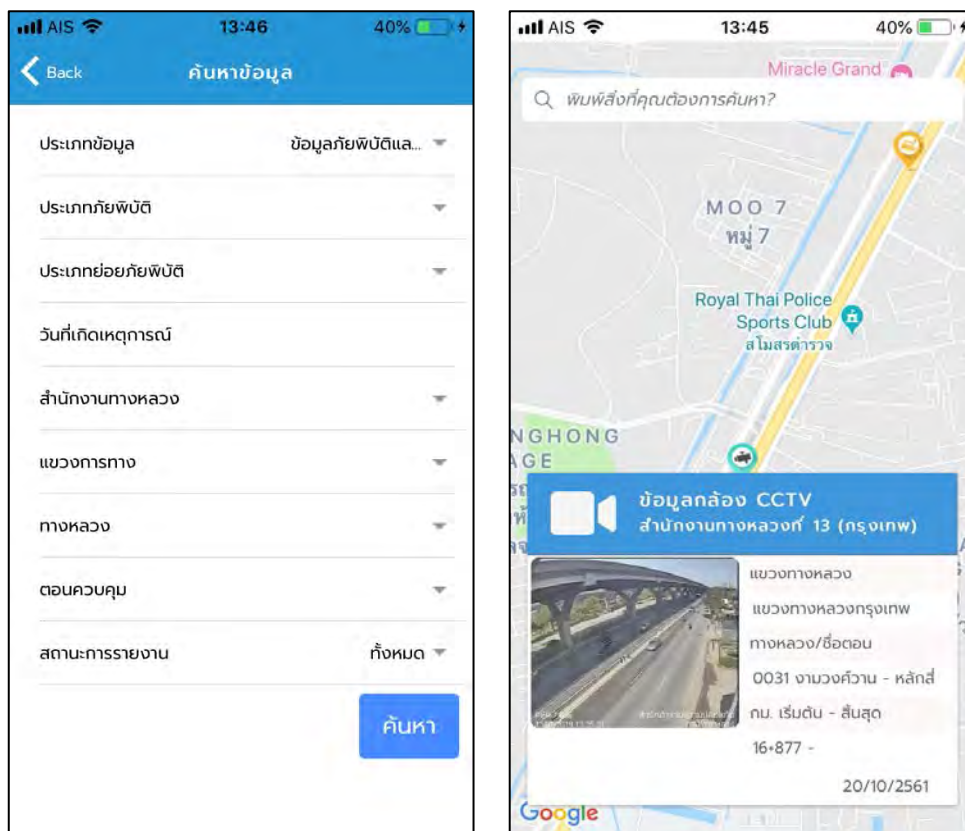 AIS 13:46 40%
Back ค้นหาข้อมูล
ประเภทข้อมูล ข้อมูลภัยพิบัติแล...
ประเภทภัยพิบัติ
ประเภทย่อยภัยพิบัติ
วันที่เกิดเหตุการณ์
สำนักงานทางหลวง
แขวงการทาง
ทางหลวง
ตอนควบคุม
สถานะการรายงาน ทั้งหมด
ค้นหา
AIS 13:45 40%
Miracle Grand
พิมพ์สิ่งที่คุณต้องการค้นหา?
MOO 7
หมู่ 7
Royal Thai Police
Sports Club
สโมสรตำรวจ
NGHONG
AGE
ข้อมูลกล้อง CCTV
สำนักงานทางหลวงที่ 13 (กรุงเทพ)
แขวงทางหลวง
แขวงทางหลวงกรุงเทพ
ทางหลวง/ชื่อตอน
0031 งามวงศ์วาน - หลักสี่
กม. เริ่มต้น - สิ้นสุด
16+877 -
20/10/2561
Google